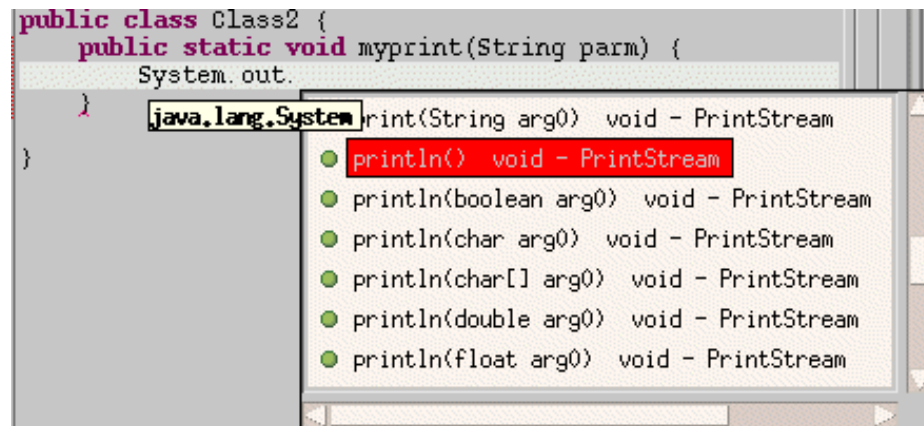 public class Class2 {
public static void myprint(String parm) {
System.out.
}
java.lang.System
print(String arg0) void - PrintStream
}
println() void - PrintStream
println(boolean arg0) void - PrintStream
println(char arg0) void - PrintStream
println(char[] arg0) void - PrintStream
println(double arg0) void - PrintStream
println(float arg0) void - PrintStream